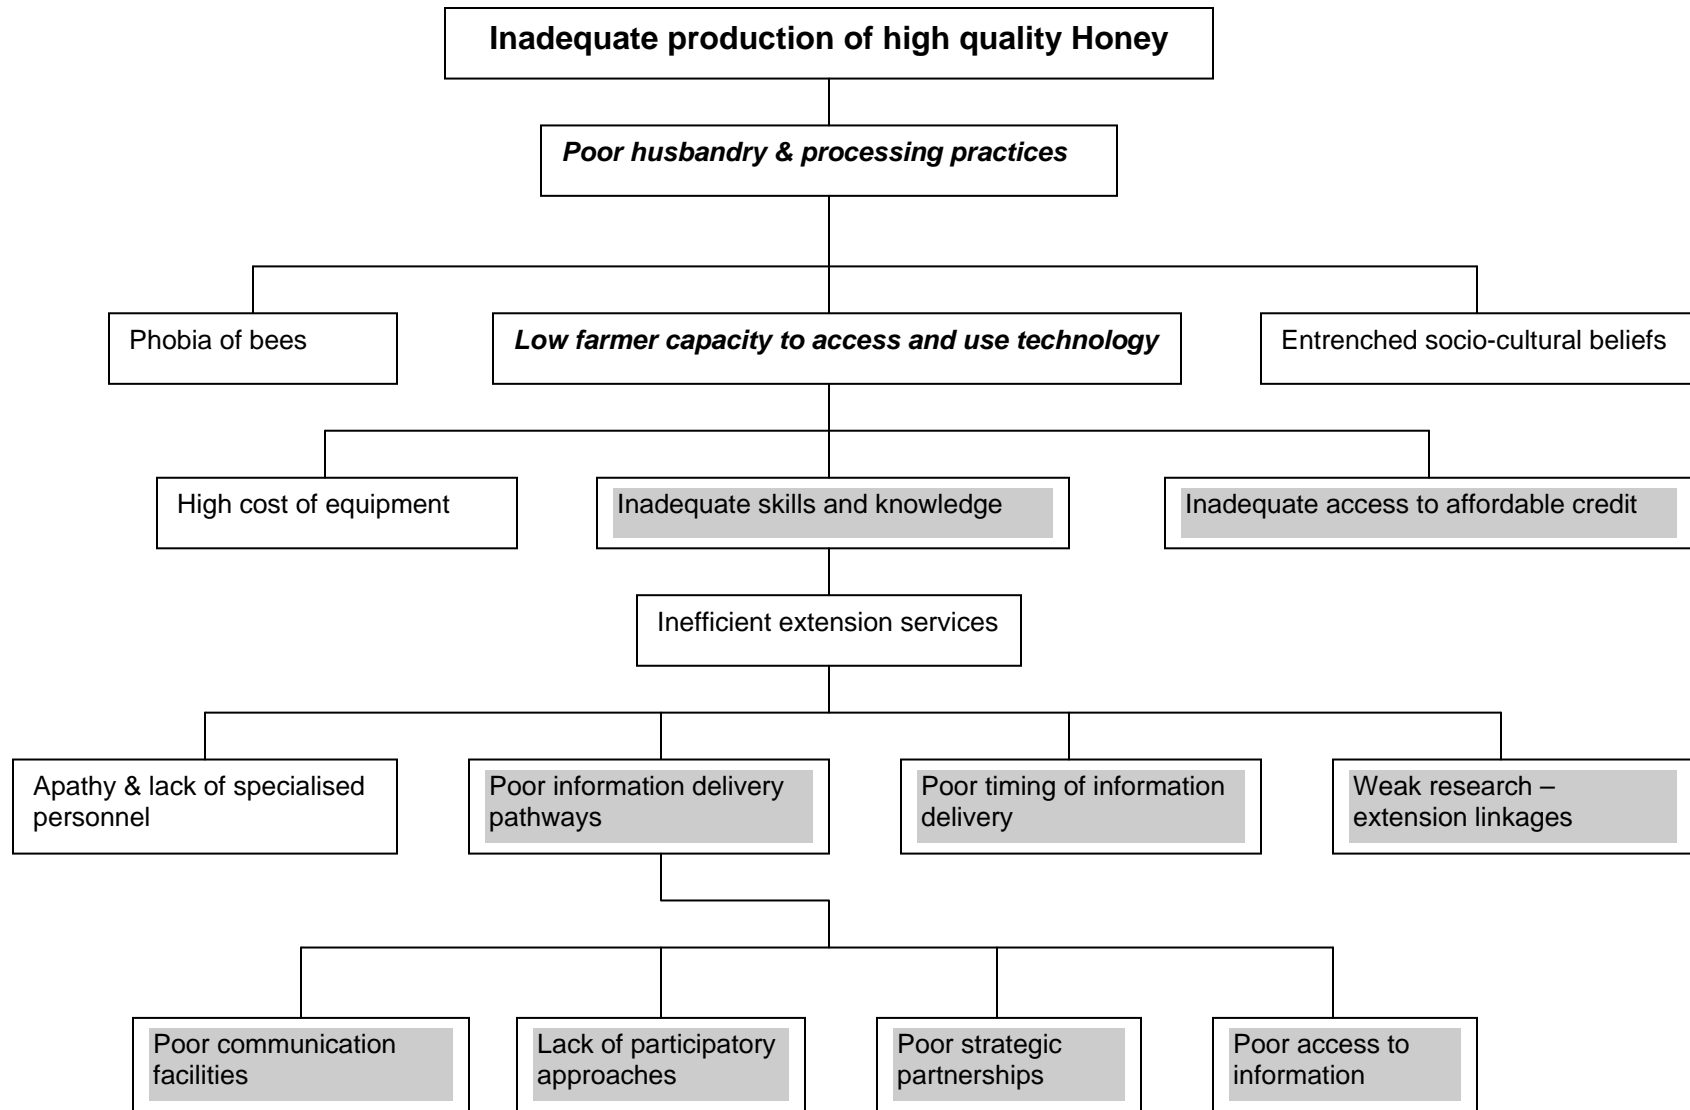 Inadequate production of high quality Honey
Poor husbandry & processing practices
Phobia of bees
Low farmer capacity to access and use technology
Entrenched socio-cultural beliefs
High cost of equipment
Inadequate skills and knowledge
Inadequate access to affordable credit
Inefficient extension services
Apathy & lack of specialised
personnel
Poor information delivery
pathways
Poor timing of information
delivery
Weak research –
extension linkages
Poor communication
facilities
Lack of participatory
approaches
Poor strategic
partnerships
Poor access to
information